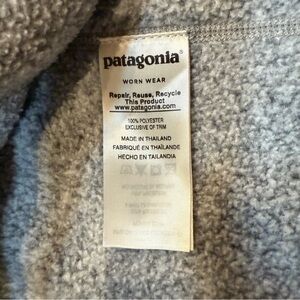 patagonia®
WORN WEAR
Repair, Reuse, Recycle
This Product
www.patagonia.com
100% POLYESTER
EXCLUSIVE OF TRIM
MADE IN THAILAND
FABRIQUÉ EN THAÏLANDE
HECHO EN TAILANDIA